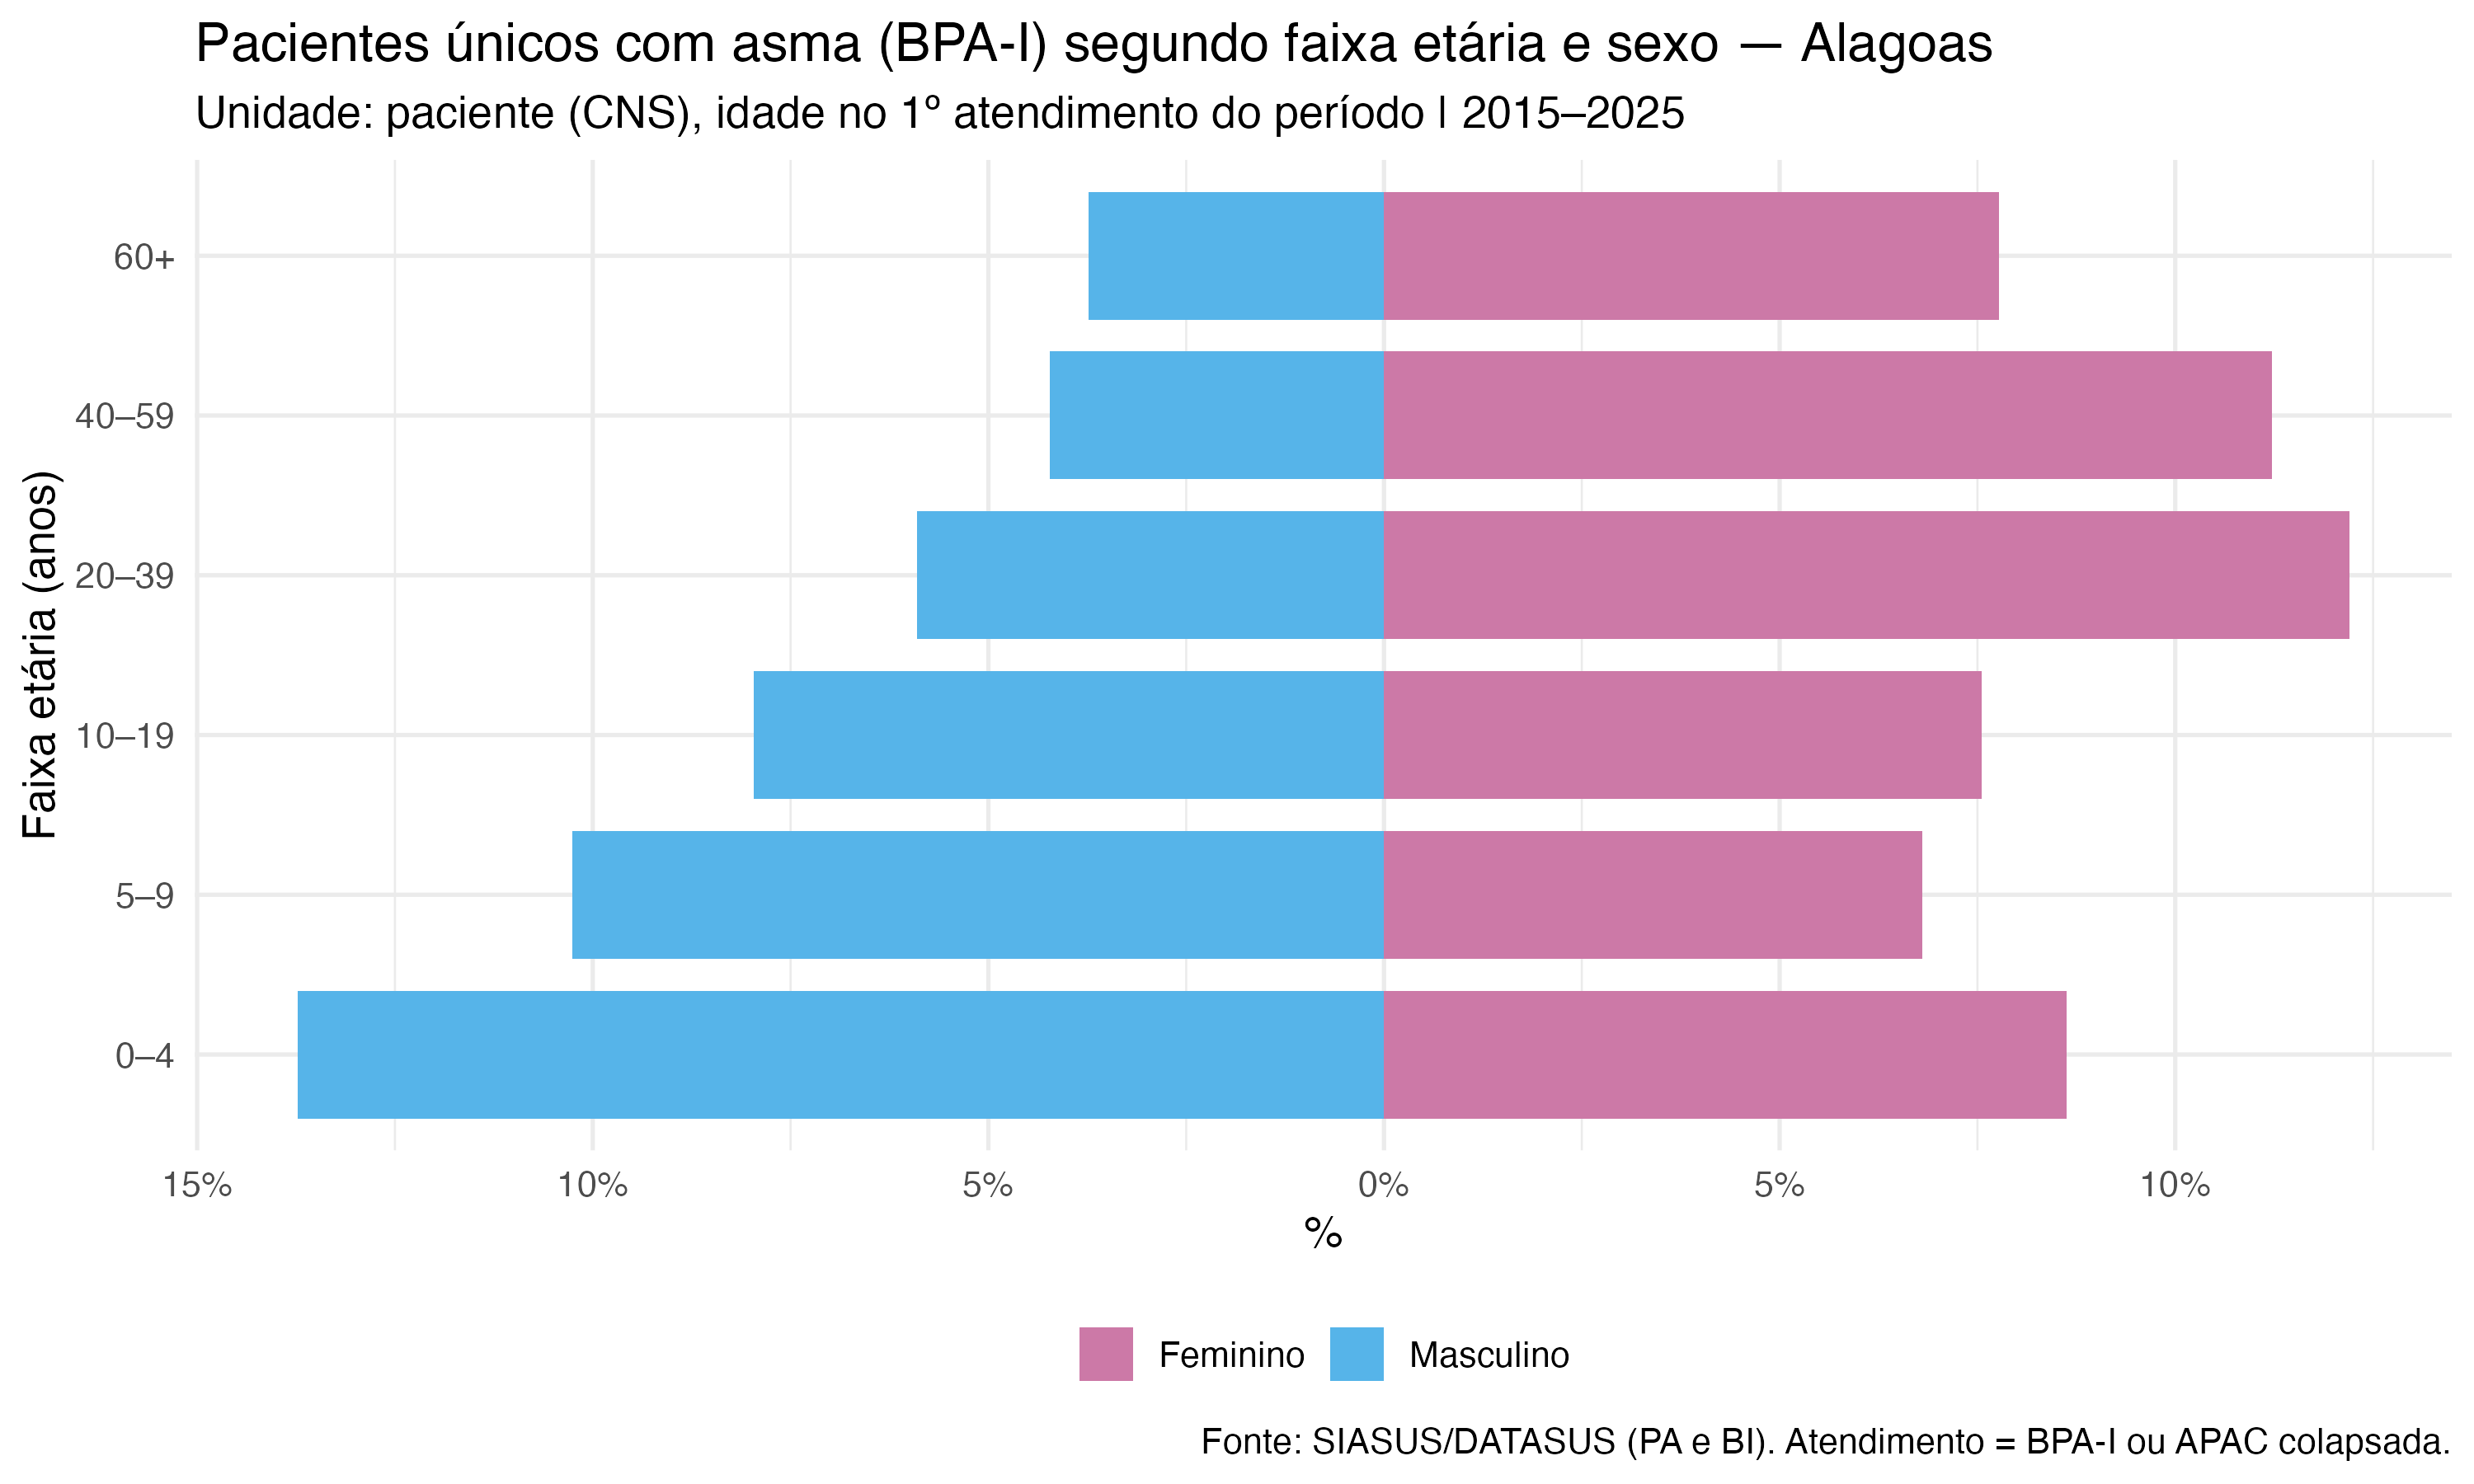 Pacientes únicos com asma (BPA-I) segundo faixa etária e sexo — Alagoas
Unidade: paciente (CNS), idade no 1º atendimento do período | 2015–2025
Faixa etária (anos)
60+
40–59
20–39
10–19
5–9
0–4
15%
10%
5%
0%
5%
10%
%
Feminino
Masculino
Fonte: SIASUS/DATASUS (PA e BI). Atendimento = BPA-I ou APAC colapsada.